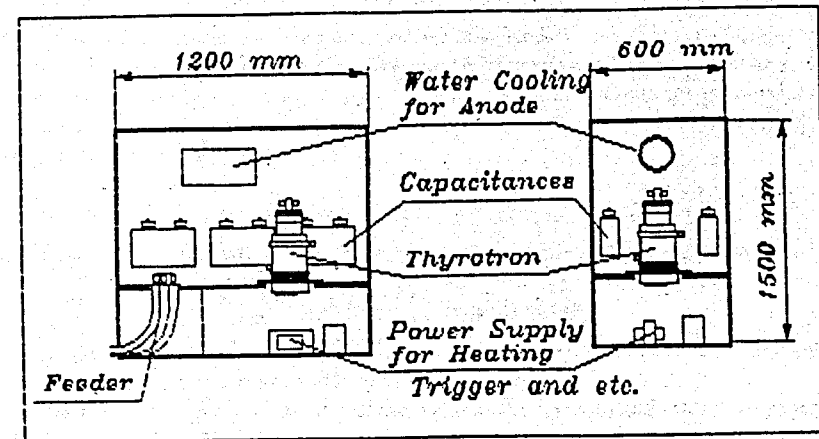 1200 mm
600 mm
Water Cooling
for Anode
Capacitances
Thyrotron
1500 mm
Power Supply
for Heating
Trigger and etc.
Feeder